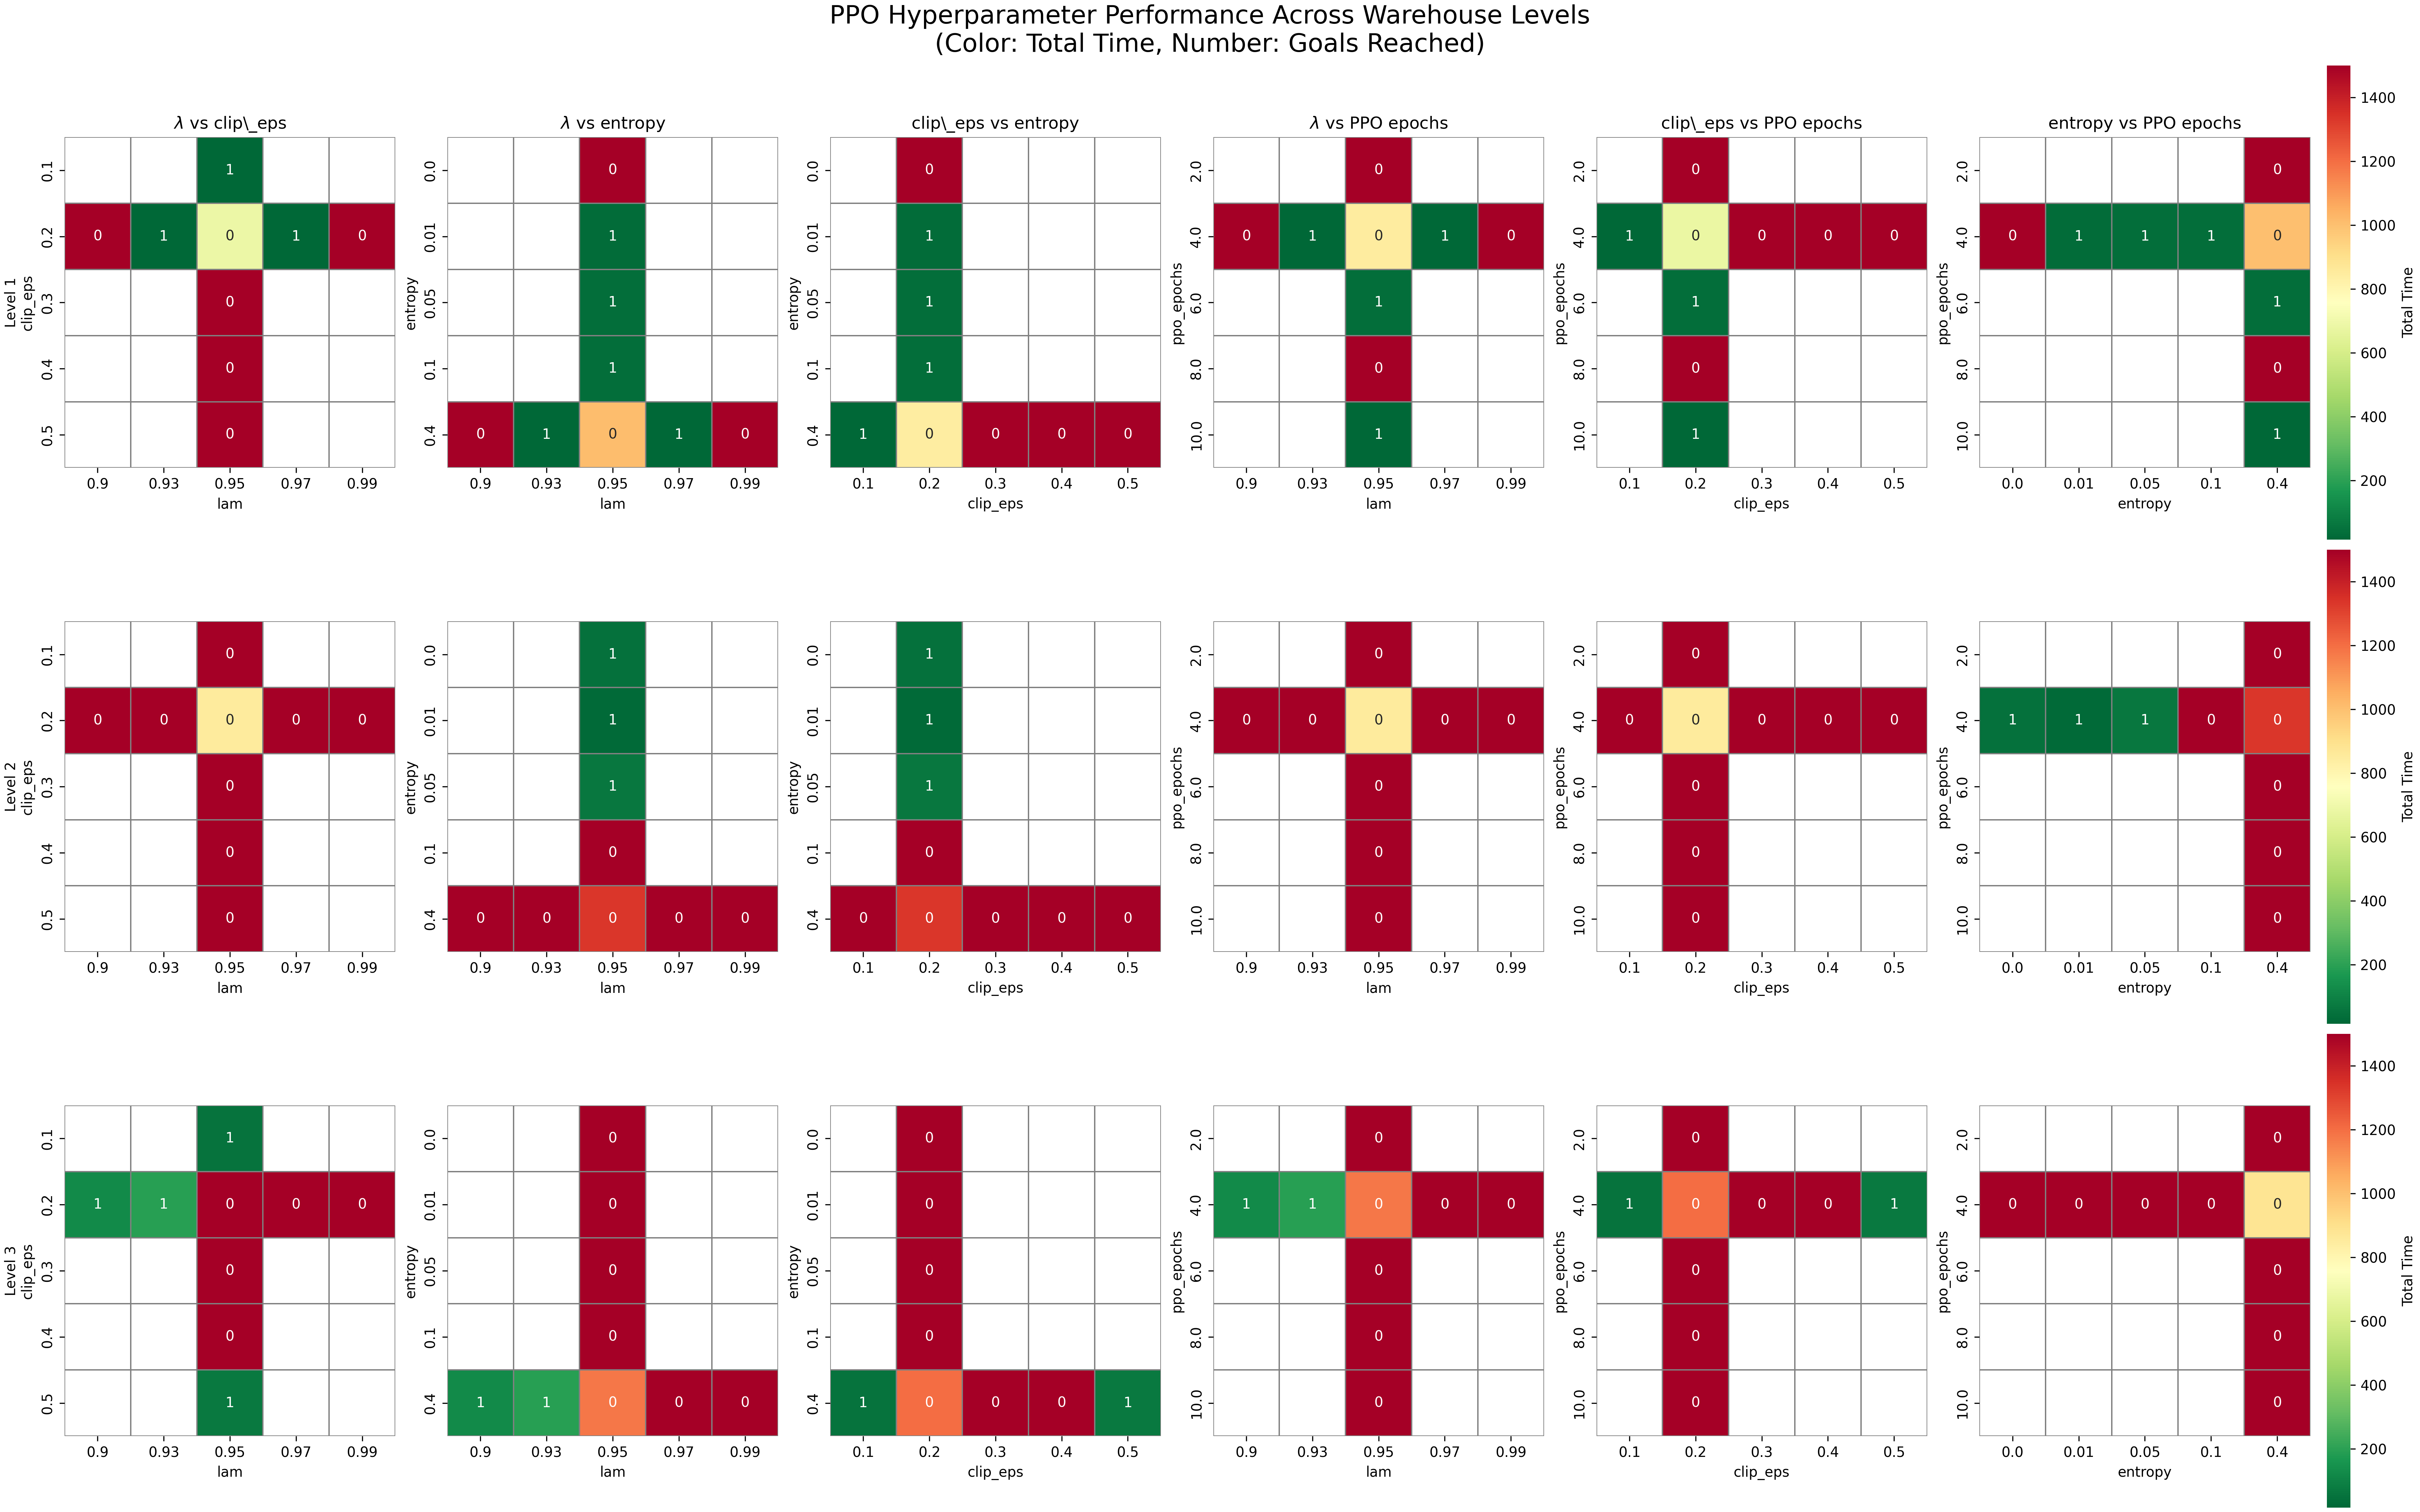 PPO Hyperparameter Performance Across Warehouse Levels
(Color: Total Time, Number: Goals Reached)
λ vs clip\_eps
λ vs entropy
clip\_eps vs entropy
λ vs PPO epochs
clip\_eps vs PPO epochs
entropy vs PPO epochs
Level 1
clip_eps
0.1 0.2 0.3 0.4 0.5
1
0 1 0 1 0
0
0
0
0.9 0.93 0.95 0.97 0.99
lam
entropy
0.0 0.01 0.05 0.1 0.4
0
1
1
1
0 1 0 1 0
0.9 0.93 0.95 0.97 0.99
lam
entropy
0.0 0.01 0.05 0.1 0.4
0
1
1
1
1 0 0 0 0
0.1 0.2 0.3 0.4 0.5
clip_eps
ppo_epochs
2.0 4.0 6.0 8.0 10.0
0
0 1 0 1 0
1
0
1
0.9 0.93 0.95 0.97 0.99
lam
ppo_epochs
2.0 4.0 6.0 8.0 10.0
0
1 0 0 0 0
1
0
1
0.1 0.2 0.3 0.4 0.5
clip_eps
ppo_epochs
2.0 4.0 6.0 8.0 10.0
0
0 1 1 1 0
1
0
1
0.0 0.01 0.05 0.1 0.4
entropy
1400
1200
1000
800
600
400
200
Total Time
Level 2
clip_eps
0.1 0.2 0.3 0.4 0.5
0
0 0 0 0 0
0
0
0
0.9 0.93 0.95 0.97 0.99
lam
entropy
0.0 0.01 0.05 0.1 0.4
1
1
1
0
0 0 0 0 0
0.9 0.93 0.95 0.97 0.99
lam
entropy
0.0 0.01 0.05 0.1 0.4
1
1
1
0
0 0 0 0 0
0.1 0.2 0.3 0.4 0.5
clip_eps
ppo_epochs
2.0 4.0 6.0 8.0 10.0
0
0 0 0 0 0
0
0
0
0.9 0.93 0.95 0.97 0.99
lam
ppo_epochs
2.0 4.0 6.0 8.0 10.0
0
0 0 0 0 0
0
0
0
0.1 0.2 0.3 0.4 0.5
clip_eps
ppo_epochs
2.0 4.0 6.0 8.0 10.0
0
1 1 1 0 0
0
0
0
0.0 0.01 0.05 0.1 0.4
entropy
1400
1200
1000
800
600
400
200
Total Time
Level 3
clip_eps
0.1 0.2 0.3 0.4 0.5
1
1 1 0 0 0
0
0
1
0.9 0.93 0.95 0.97 0.99
lam
entropy
0.0 0.01 0.05 0.1 0.4
0
0
0
0
1 1 0 0 0
0.9 0.93 0.95 0.97 0.99
lam
entropy
0.0 0.01 0.05 0.1 0.4
0
0
0
0
1 0 0 0 1
0.1 0.2 0.3 0.4 0.5
clip_eps
ppo_epochs
2.0 4.0 6.0 8.0 10.0
0
1 1 0 0 0
0
0
0
0.9 0.93 0.95 0.97 0.99
lam
ppo_epochs
2.0 4.0 6.0 8.0 10.0
0
1 0 0 0 1
0
0
0
0.1 0.2 0.3 0.4 0.5
clip_eps
ppo_epochs
2.0 4.0 6.0 8.0 10.0
0
0 0 0 0 0
0
0
0
0.0 0.01 0.05 0.1 0.4
entropy
1400
1200
1000
800
600
400
200
Total Time